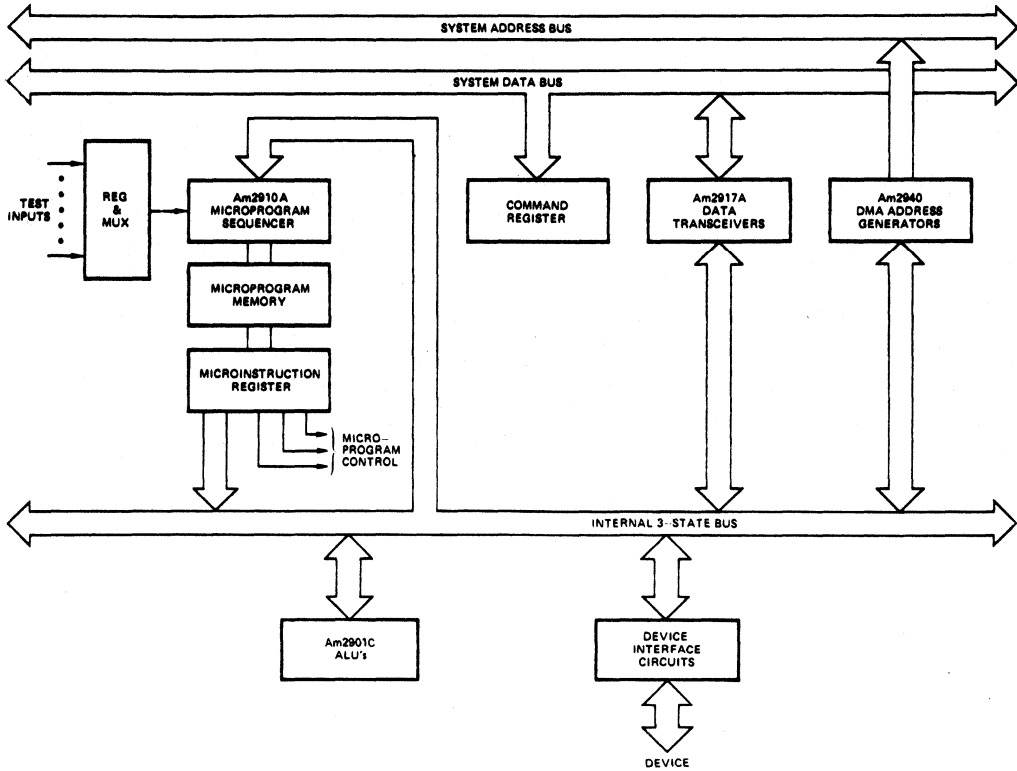 SYSTEM ADDRESS BUS
SYSTEM DATA BUS
TEST
INPUTS
REG
&
MUX
Am2910A
MICROPROGRAM
SEQUENCER
COMMAND
REGISTER
Am2917A
DATA
TRANSCEIVERS
Am2940
DMA ADDRESS
GENERATORS
MICROPROGRAM
MEMORY
MICROINSTRUCTION
REGISTER
MICRO-
PROGRAM
CONTROL
INTERNAL 3-STATE BUS
Am2901C
ALU's
DEVICE
INTERFACE
CIRCUITS
DEVICE